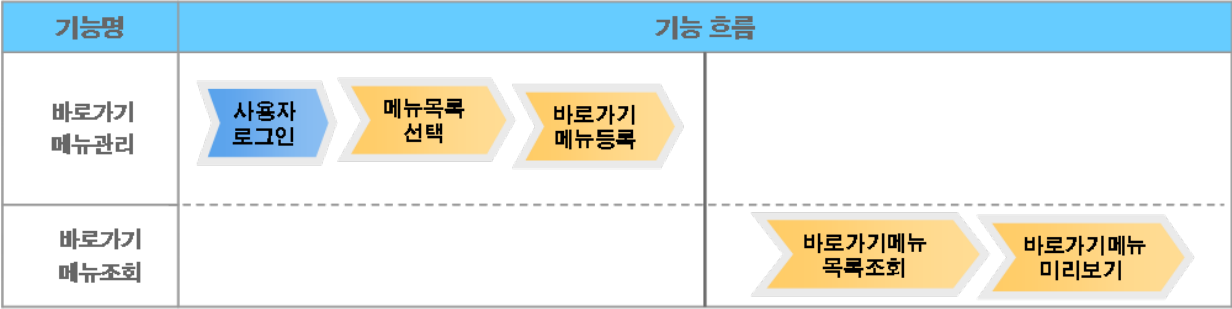 기능명
기능 흐름
바로가기
메뉴관리
사용자
로그인
메뉴목록
선택
바로가기
메뉴등록
바로가기
메뉴조회
바로가기메뉴
목록조회
바로가기메뉴
미리보기